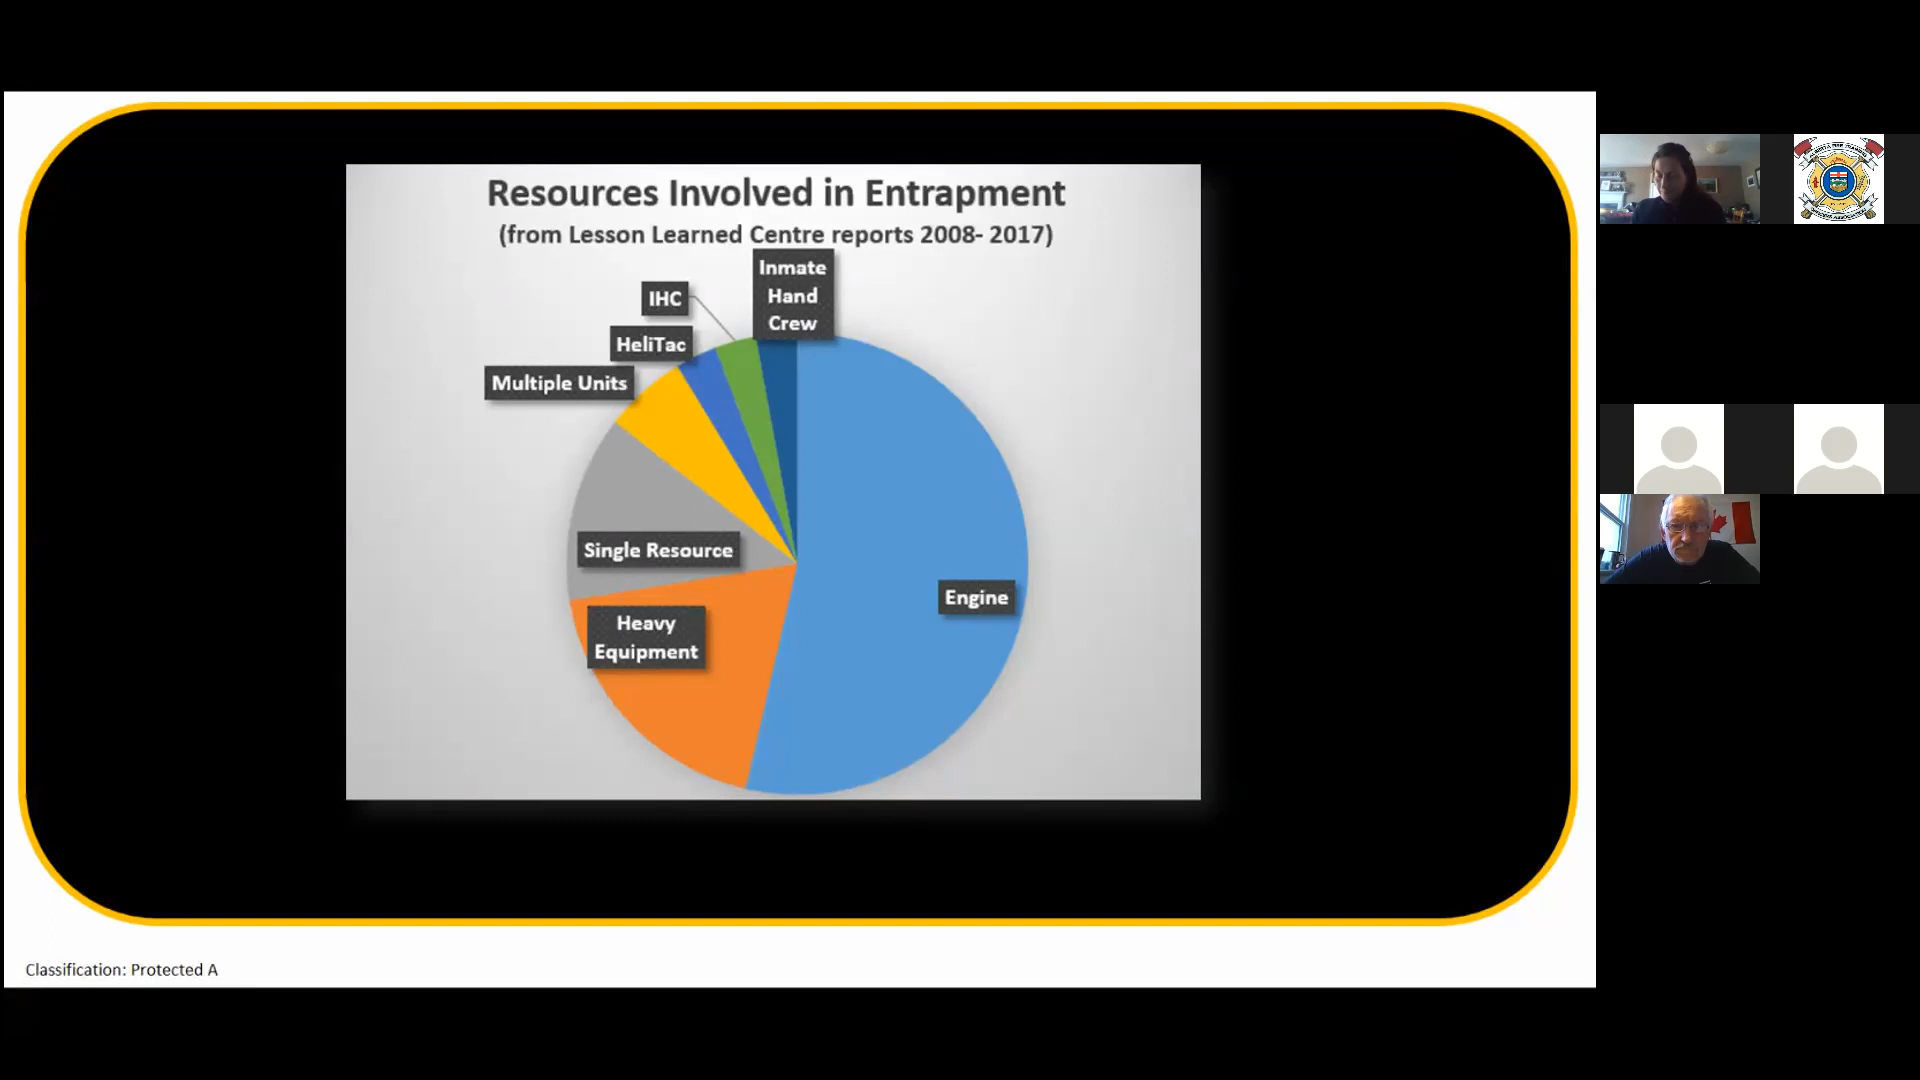 Resources Involved in Entrapment
(from Lesson Learned Centre reports 2008- 2017)
Inmate
Hand
Crew
IHC
HeliTac
Multiple Units
Single Resource
Engine
Heavy
Equipment
Classification: Protected A